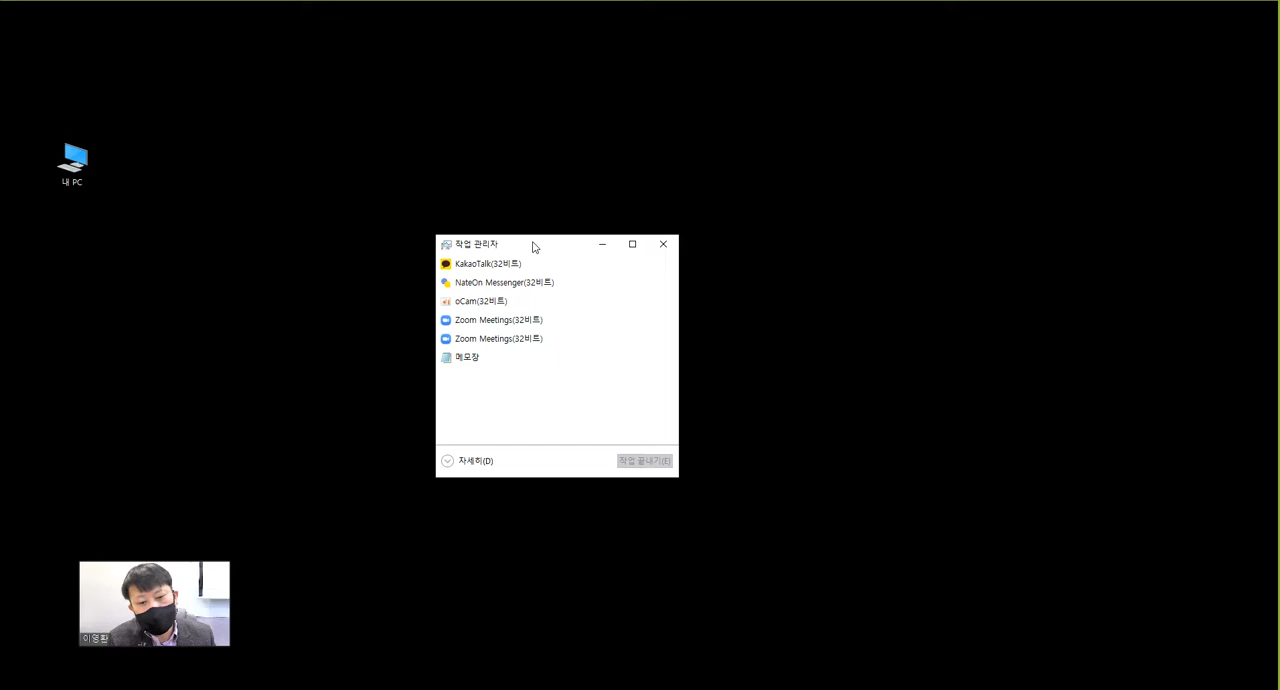 내 PC
작업 관리자
KakaoTalk(32비트)
NateOn Messenger(32비트)
oCam(32비트)
Zoom Meetings(32비트)
Zoom Meetings(32비트)
메모장
자세히(D)
작업 끝내기(E)
이영환